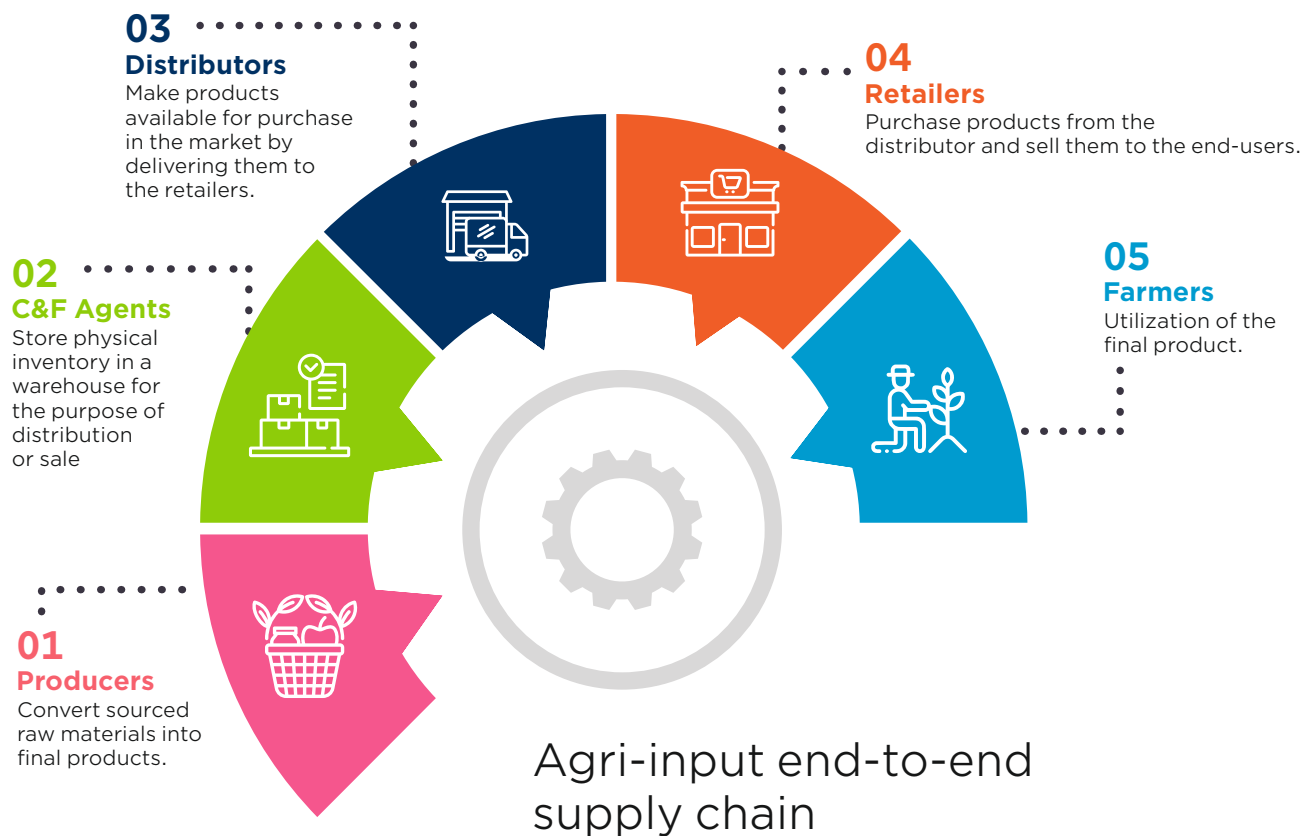 03
Distributors
Make products
available for purchase
in the market by
delivering them to
the retailers.
04
Retailers
Purchase products from the
distributor and sell them to the end-users.
02
C&F Agents
Store physical
inventory in a
warehouse for
the purpose of
distribution
or sale
05
Farmers
Utilization of the
final product.
01
Producers
Convert sourced
raw materials into
final products.
Agri-input end-to-end
supply chain